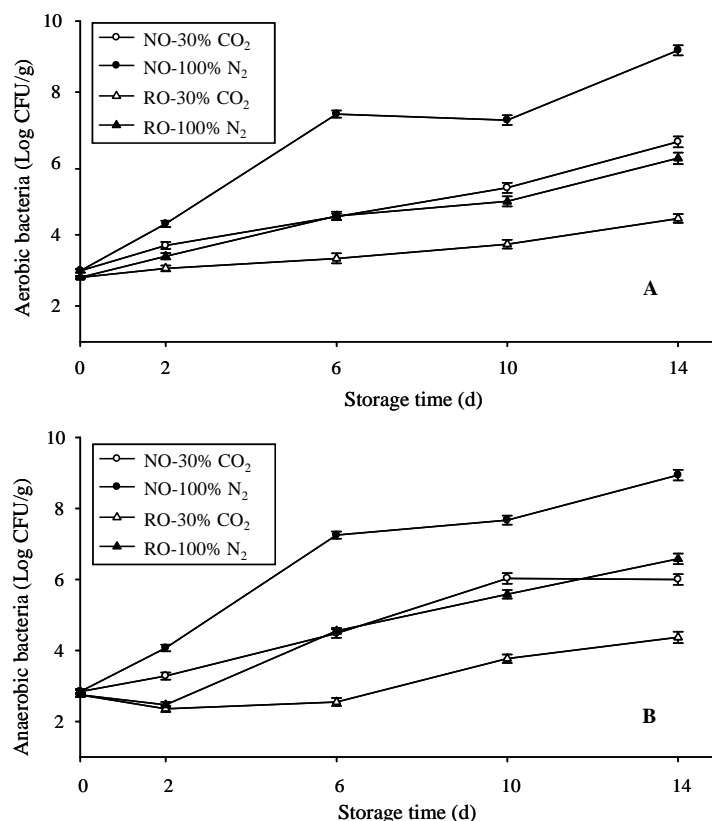 10
8
6
4
2
Aerobic bacteria (Log CFU/g)
NO-30% CO₂
NO-100% N₂
RO-30% CO₂
RO-100% N₂
A
0 2 6 10 14
Storage time (d)
10
8
6
4
2
Anaerobic bacteria (Log CFU/g)
NO-30% CO₂
NO-100% N₂
RO-30% CO₂
RO-100% N₂
B
0 2 6 10 14
Storage time (d)